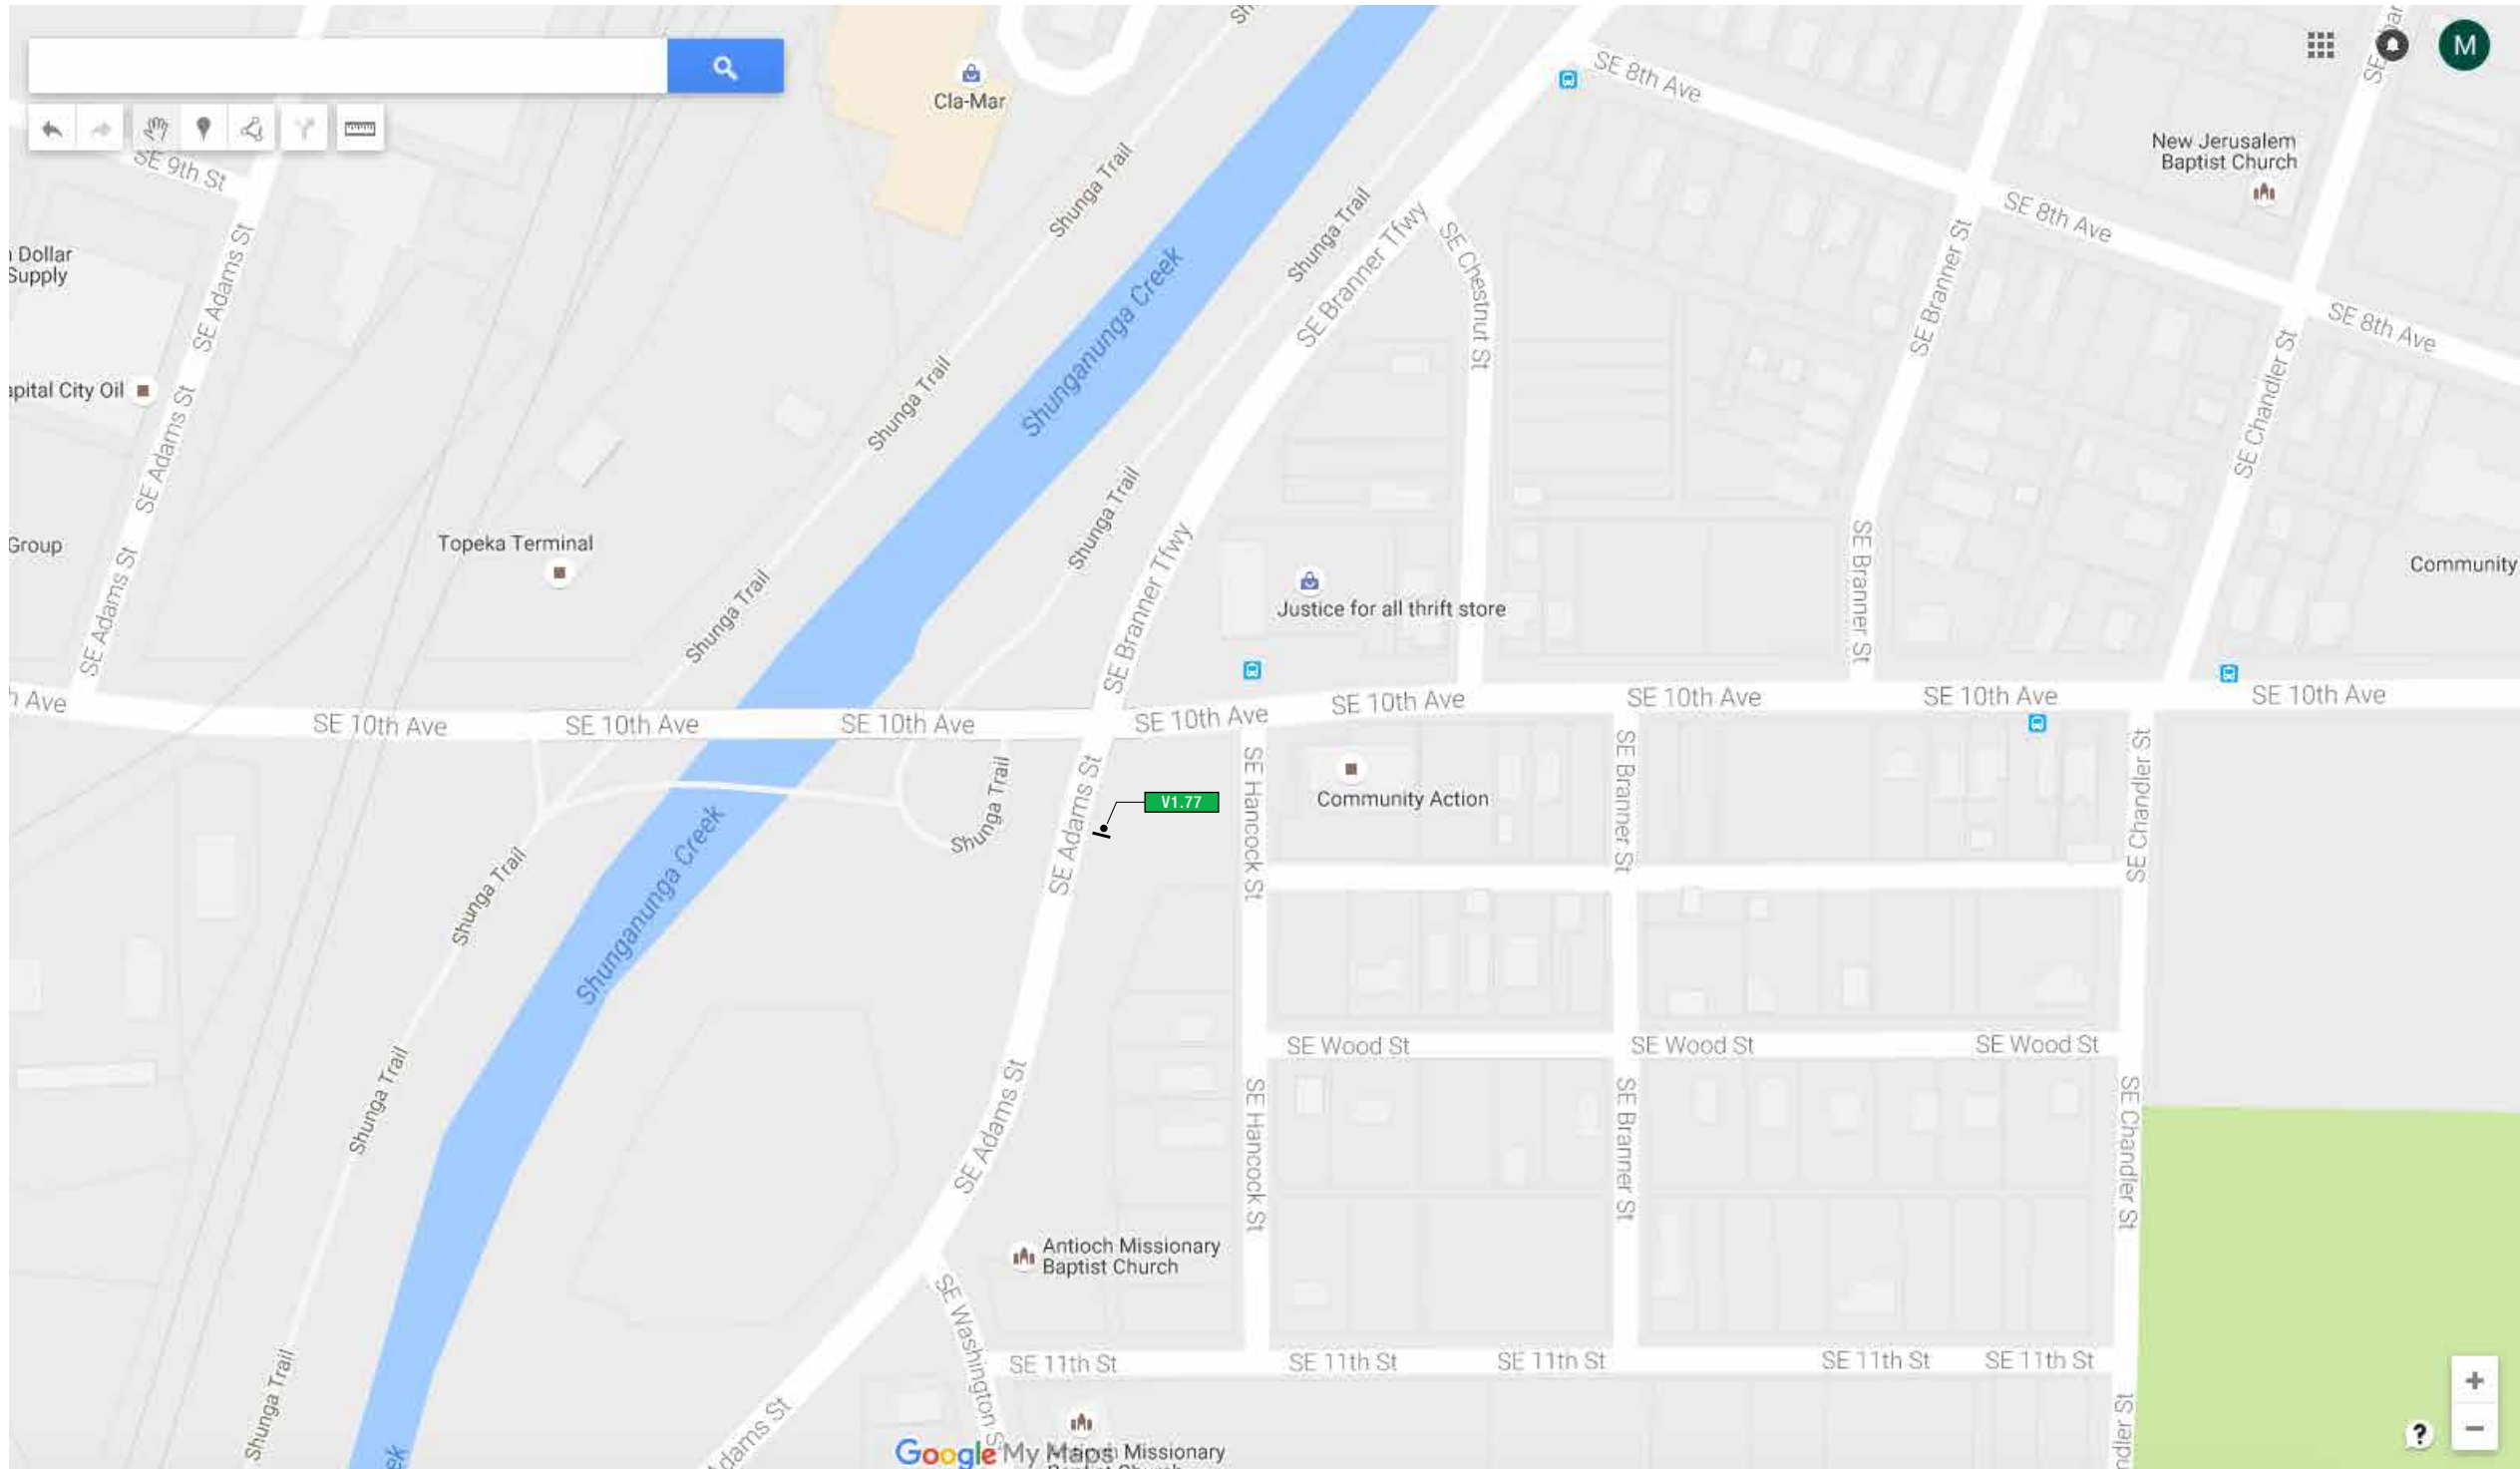 SE 8th Ave
Cla-Mar
M
New Jerusalem
Baptist Church
SE 9th St
Shunga Trail
Shunga Trail
SE 8th Ave
Dollar
Supply
SE Adams St
Shunganunga Creek
SE Branner Tfwy
SE Chestnut St
SE Branner St
SE 8th Ave
Capital City Oil
SE Adams St
Shunga Trail
SE Chandler St
Group
Topeka Terminal
Shunga Trail
SE Branner Tfwy
SE Branner St
Community
SE Adams St
Shunga Trail
Justice for all thrift store
Ave
SE 10th Ave
SE 10th Ave
SE 10th Ave
SE 10th Ave
SE 10th Ave
SE 10th Ave
SE 10th Ave
SE 10th Ave
V1.77
Community Action
SE Adams St
Shunga Trail
Shunga Trail
SE Hancock St
SE Branner St
SE Chandler St
Shunga Trail
Shunganunga Creek
SE Wood St
SE Wood St
SE Wood St
Shunga Trail
SE Adams St
SE Hancock St
SE Branner St
SE Chandler St
Antioch Missionary
Baptist Church
SE Washington S
SE 11th St
SE 11th St
SE 11th St
SE 11th St
SE 11th St
Shunga Trail
Adams St
ndler St
ek
Google My Maps
Missionary
?